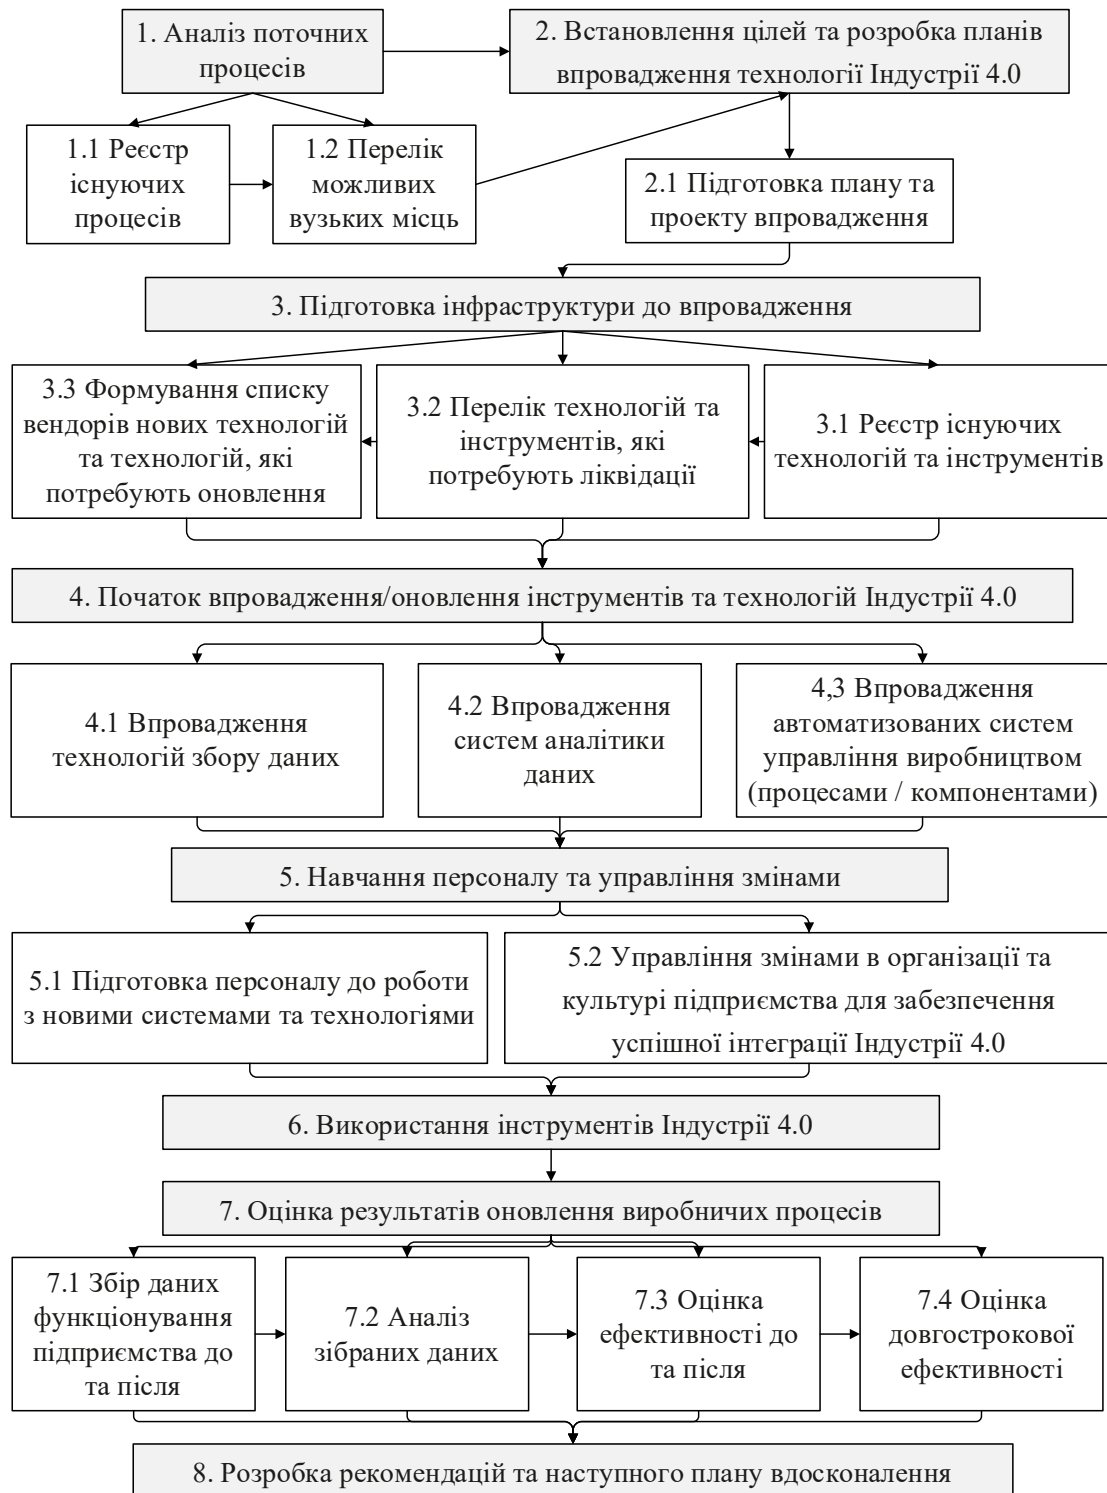 1. Аналіз поточних
процесів
2. Встановлення цілей та розробка планів
впровадження технології Індустрії 4.0
1.1 Реєстр
існуючих
процесів
1.2 Перелік
можливих
вузьких місць
2.1 Підготовка плану та
проекту впровадження
3. Підготовка інфраструктури до впровадження
3.3 Формування списку
вендорів нових технологій
та технологій, які
потребують оновлення
3.2 Перелік технологій та
інструментів, які
потребують ліквідації
3.1 Реєстр існуючих
технологій та інструментів
4. Початок впровадження/оновлення інструментів та технологій Індустрії 4.0
4.1 Впровадження
технологій збору даних
4.2 Впровадження
систем аналітики
даних
4,3 Впровадження
автоматизованих систем
управління виробництвом
(процесами / компонентами)
5. Навчання персоналу та управління змінами
5.1 Підготовка персоналу до роботи
з новими системами та технологіями
5.2 Управління змінами в організації та
культурі підприємства для забезпечення
успішної інтеграції Індустрії 4.0
6. Використання інструментів Індустрії 4.0
7. Оцінка результатів оновлення виробничих процесів
7.1 Збір даних
функціонування
підприємства до
та після
7.2 Аналіз
зібраних даних
7.3 Оцінка
ефективності до
та після
7.4 Оцінка
довгострокової
ефективності
8. Розробка рекомендацій та наступного плану вдосконалення